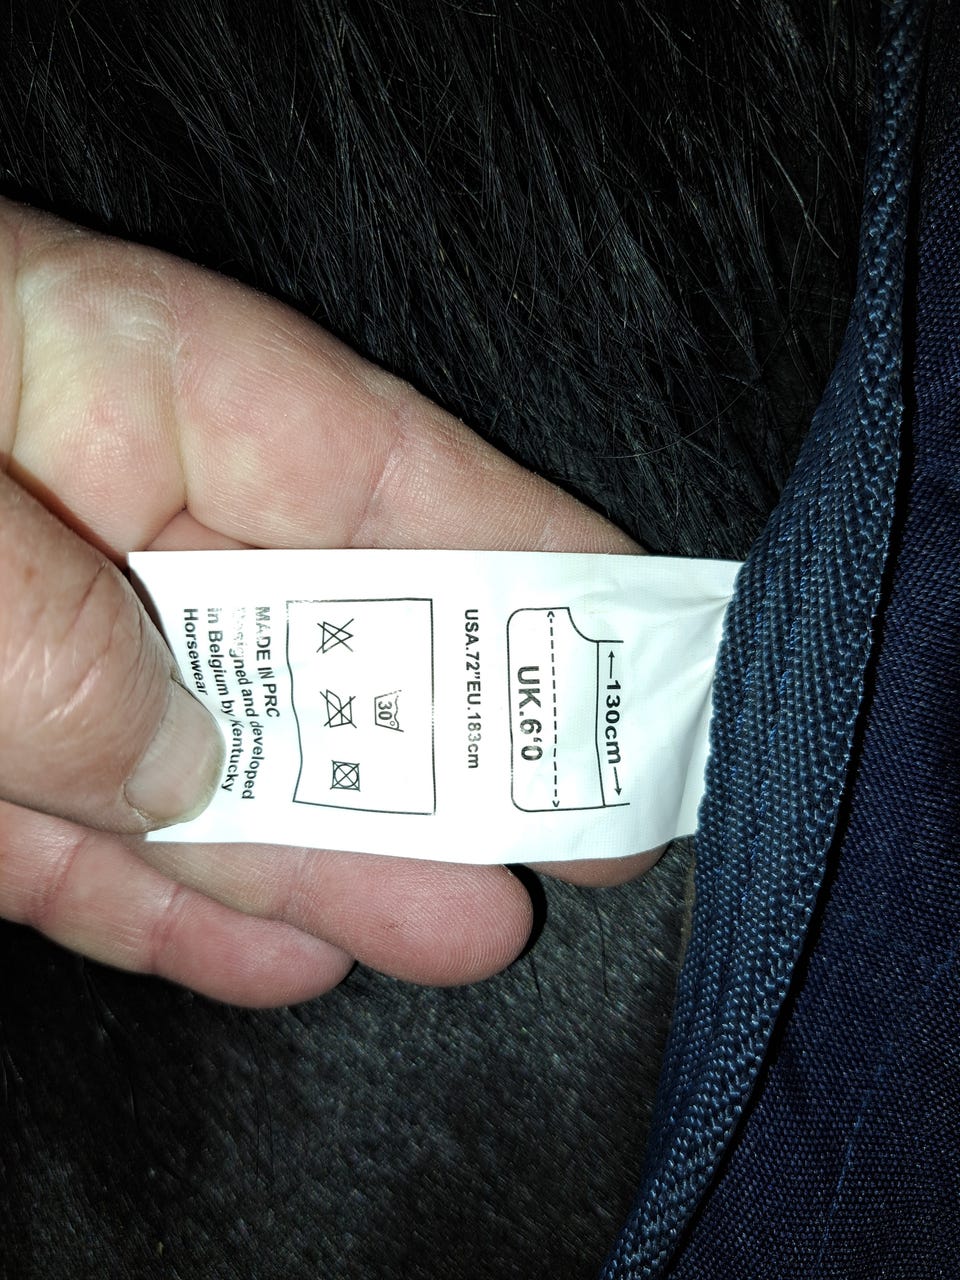 130cm
UK.6'0
USA.72"EU.183cm
30°
MADE IN PRC
Designed and developed
in Belgium by Kentucky
Horsewear